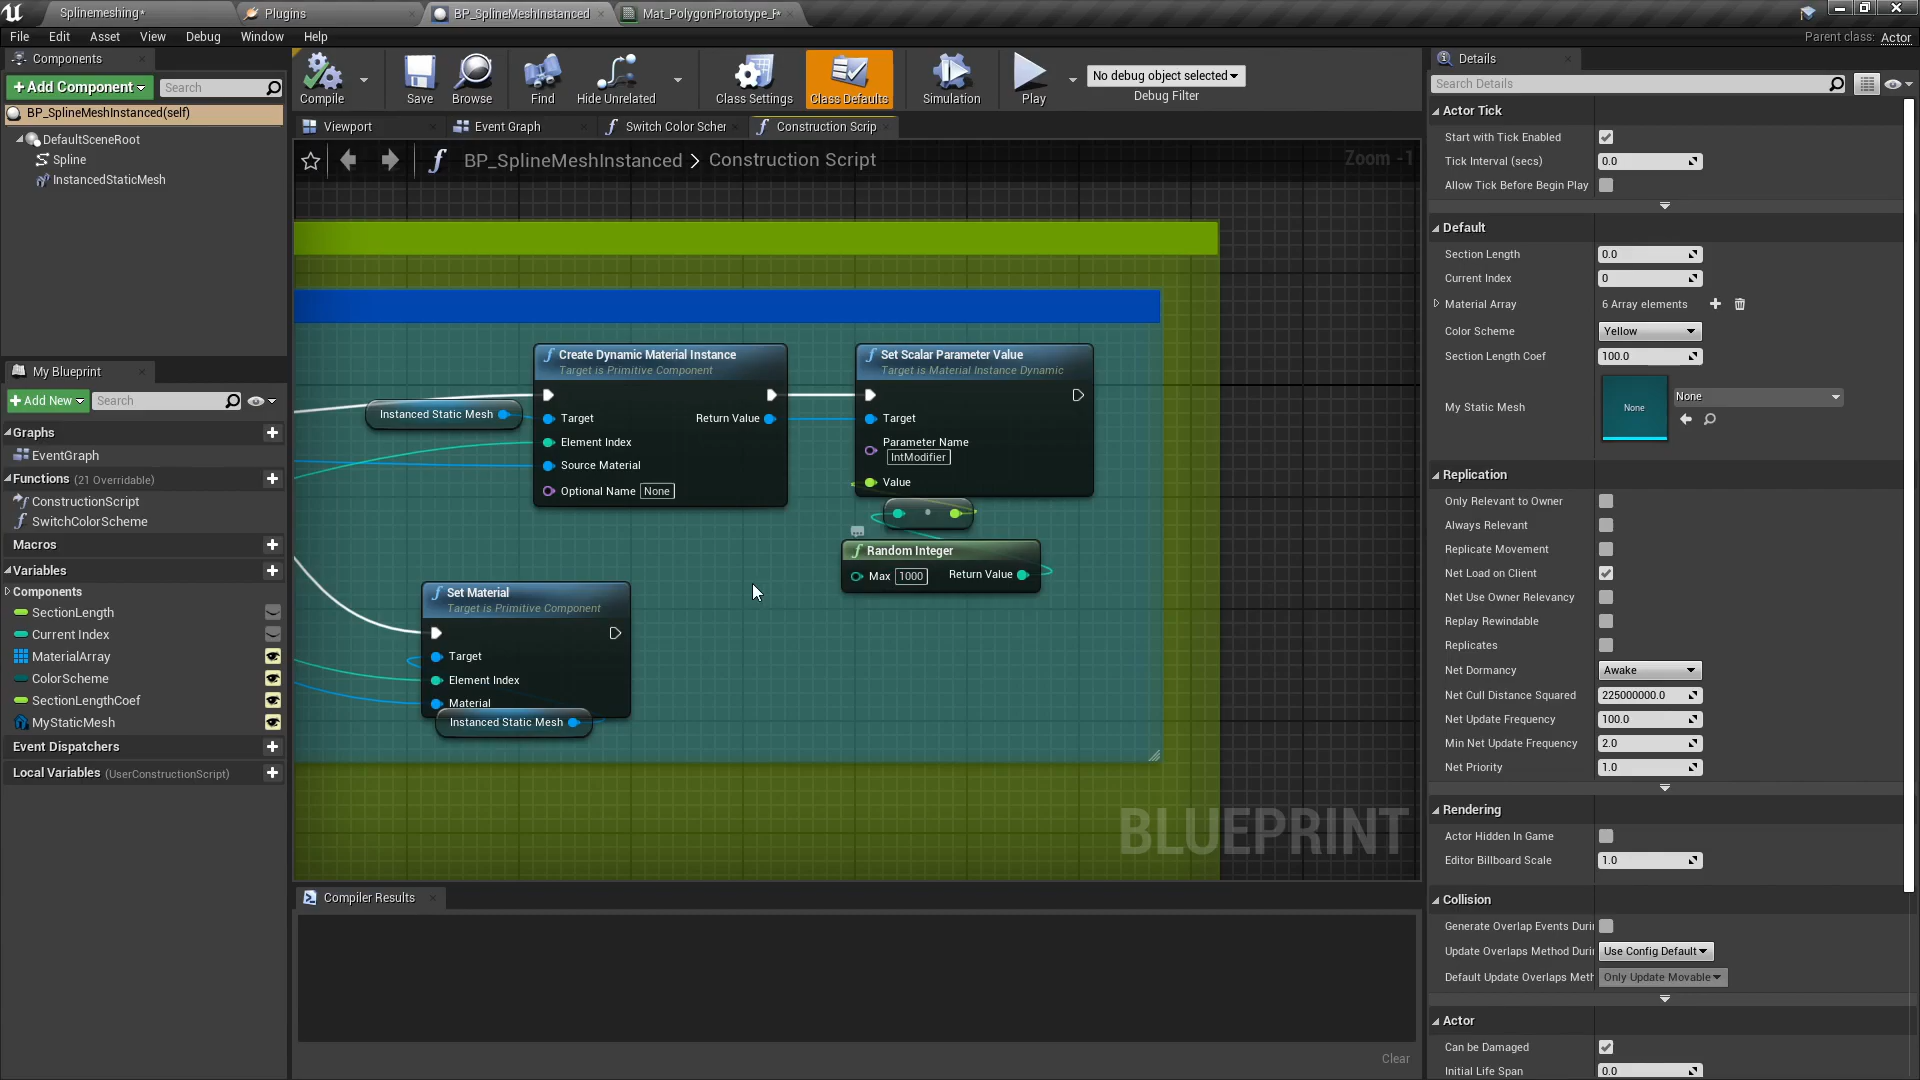 Splinemeshing*
Plugins
BP_SplineMeshInstanced
Mat_PolygonPrototype_F*
File Edit Asset View Debug Window Help
Parent class: Actor
Components
+Add Component
Search
BP_SplineMeshInstanced(self)
DefaultSceneRoot
Spline
InstancedStaticMesh
My Blueprint
+Add New
Search
Graphs
EventGraph
Functions (21 Overridable)
ConstructionScript
SwitchColorScheme
Macros
Variables
Components
SectionLength
Current Index
MaterialArray
ColorScheme
SectionLengthCoef
MyStaticMesh
Event Dispatchers
Local Variables (UserConstructionScript)
Compile
Save
Browse
Find
Hide Unrelated
Class Settings
Class Defaults
Simulation
Play
No debug object selected
Debug Filter
Viewport
Event Graph
Switch Color Scher
Construction Scrip
BP_SplineMeshInstanced > Construction Script
Zoom -1
Create Dynamic Material Instance
Target is Primitive Component
Target
Return Value
Element Index
Source Material
Optional Name None
Instanced Static Mesh
Set Scalar Parameter Value
Target is Material Instance Dynamic
Target
Parameter Name
IntModifier
Value
Random Integer
Max 1000
Return Value
Set Material
Target is Primitive Component
Target
Element Index
Material
Instanced Static Mesh
BLUEPRINT
Compiler Results
Clear
Details
Search Details
Actor Tick
Start with Tick Enabled
Tick Interval (secs) 0.0
Allow Tick Before Begin Play
Default
Section Length 0.0
Current Index 0
Material Array 6 Array elements
Color Scheme Yellow
Section Length Coef 100.0
My Static Mesh
None
None
Replication
Only Relevant to Owner
Always Relevant
Replicate Movement
Net Load on Client
Net Use Owner Relevancy
Replay Rewindable
Replicates
Net Dormancy Awake
Net Cull Distance Squared 225000000.0
Net Update Frequency 100.0
Min Net Update Frequency 2.0
Net Priority 1.0
Rendering
Actor Hidden In Game
Editor Billboard Scale 1.0
Collision
Generate Overlap Events Durin
Update Overlaps Method Durin Use Config Default
Default Update Overlaps Meth Only Update Movable
Actor
Can be Damaged
Initial Life Span 0.0